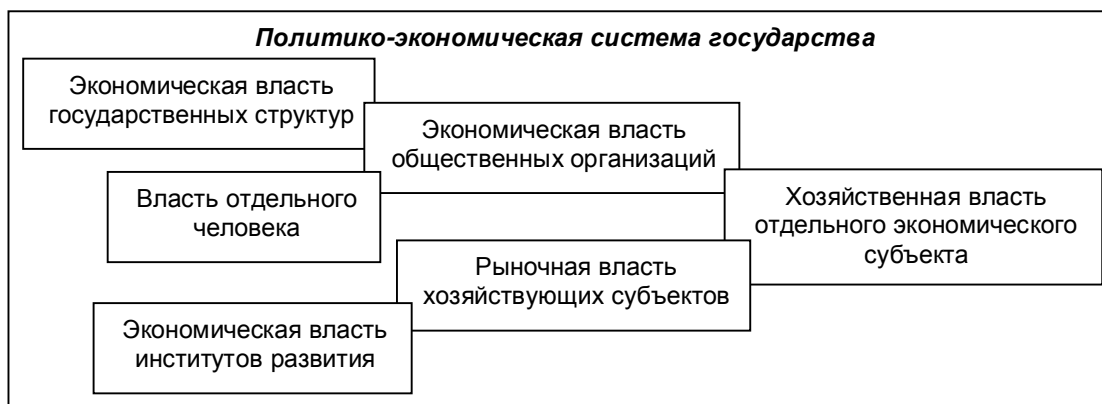 Политико-экономическая система государства
Экономическая власть
государственных структур
Экономическая власть
общественных организаций
Власть отдельного
человека
Хозяйственная власть
отдельного экономического
субъекта
Рыночная власть
хозяйствующих субъектов
Экономическая власть
институтов развития